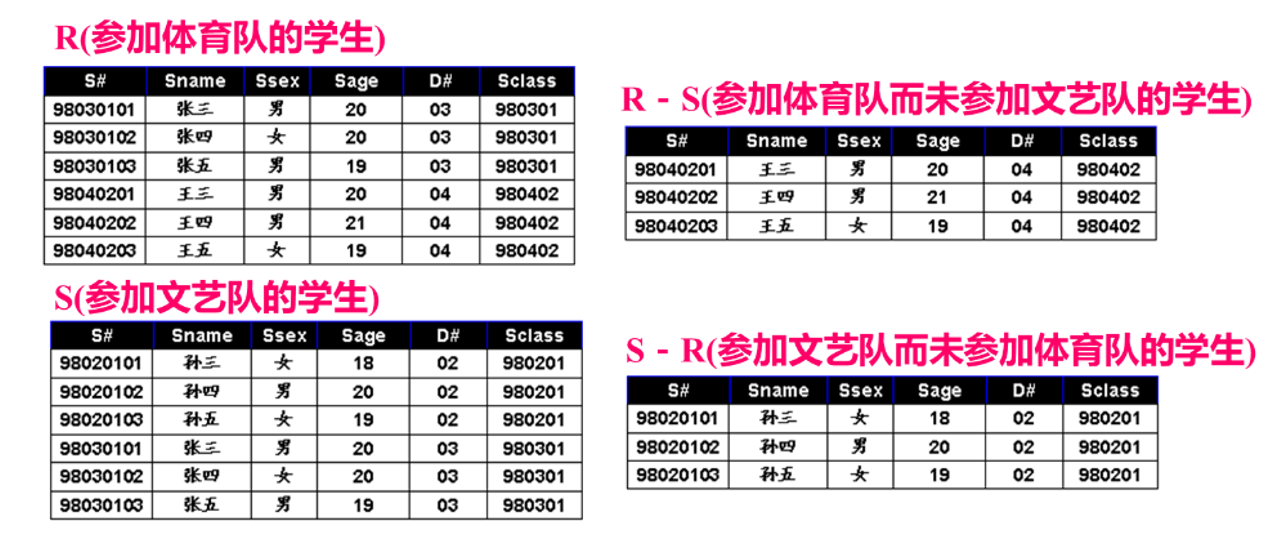 R(参加体育队的学生)
S# Sname Ssex Sage D# Sclass
98030101 张三 男 20 03 980301
98030102 张四 女 20 03 980301
98030103 张五 男 19 03 980301
98040201 王三 男 20 04 980402
98040202 王四 男 21 04 980402
98040203 王五 女 19 04 980402
S(参加文艺队的学生)
S# Sname Ssex Sage D# Sclass
98020101 孙三 女 18 02 980201
98020102 孙四 男 20 02 980201
98020103 孙五 女 19 02 980201
98030101 张三 男 20 03 980301
98030102 张四 女 20 03 980301
98030103 张五 男 19 03 980301
R - S(参加体育队而未参加文艺队的学生)
S# Sname Ssex Sage D# Sclass
98040201 王三 男 20 04 980402
98040202 王四 男 21 04 980402
98040203 王五 女 19 04 980402
S - R(参加文艺队而未参加体育队的学生)
S# Sname Ssex Sage D# Sclass
98020101 孙三 女 18 02 980201
98020102 孙四 男 20 02 980201
98020103 孙五 女 19 02 980201